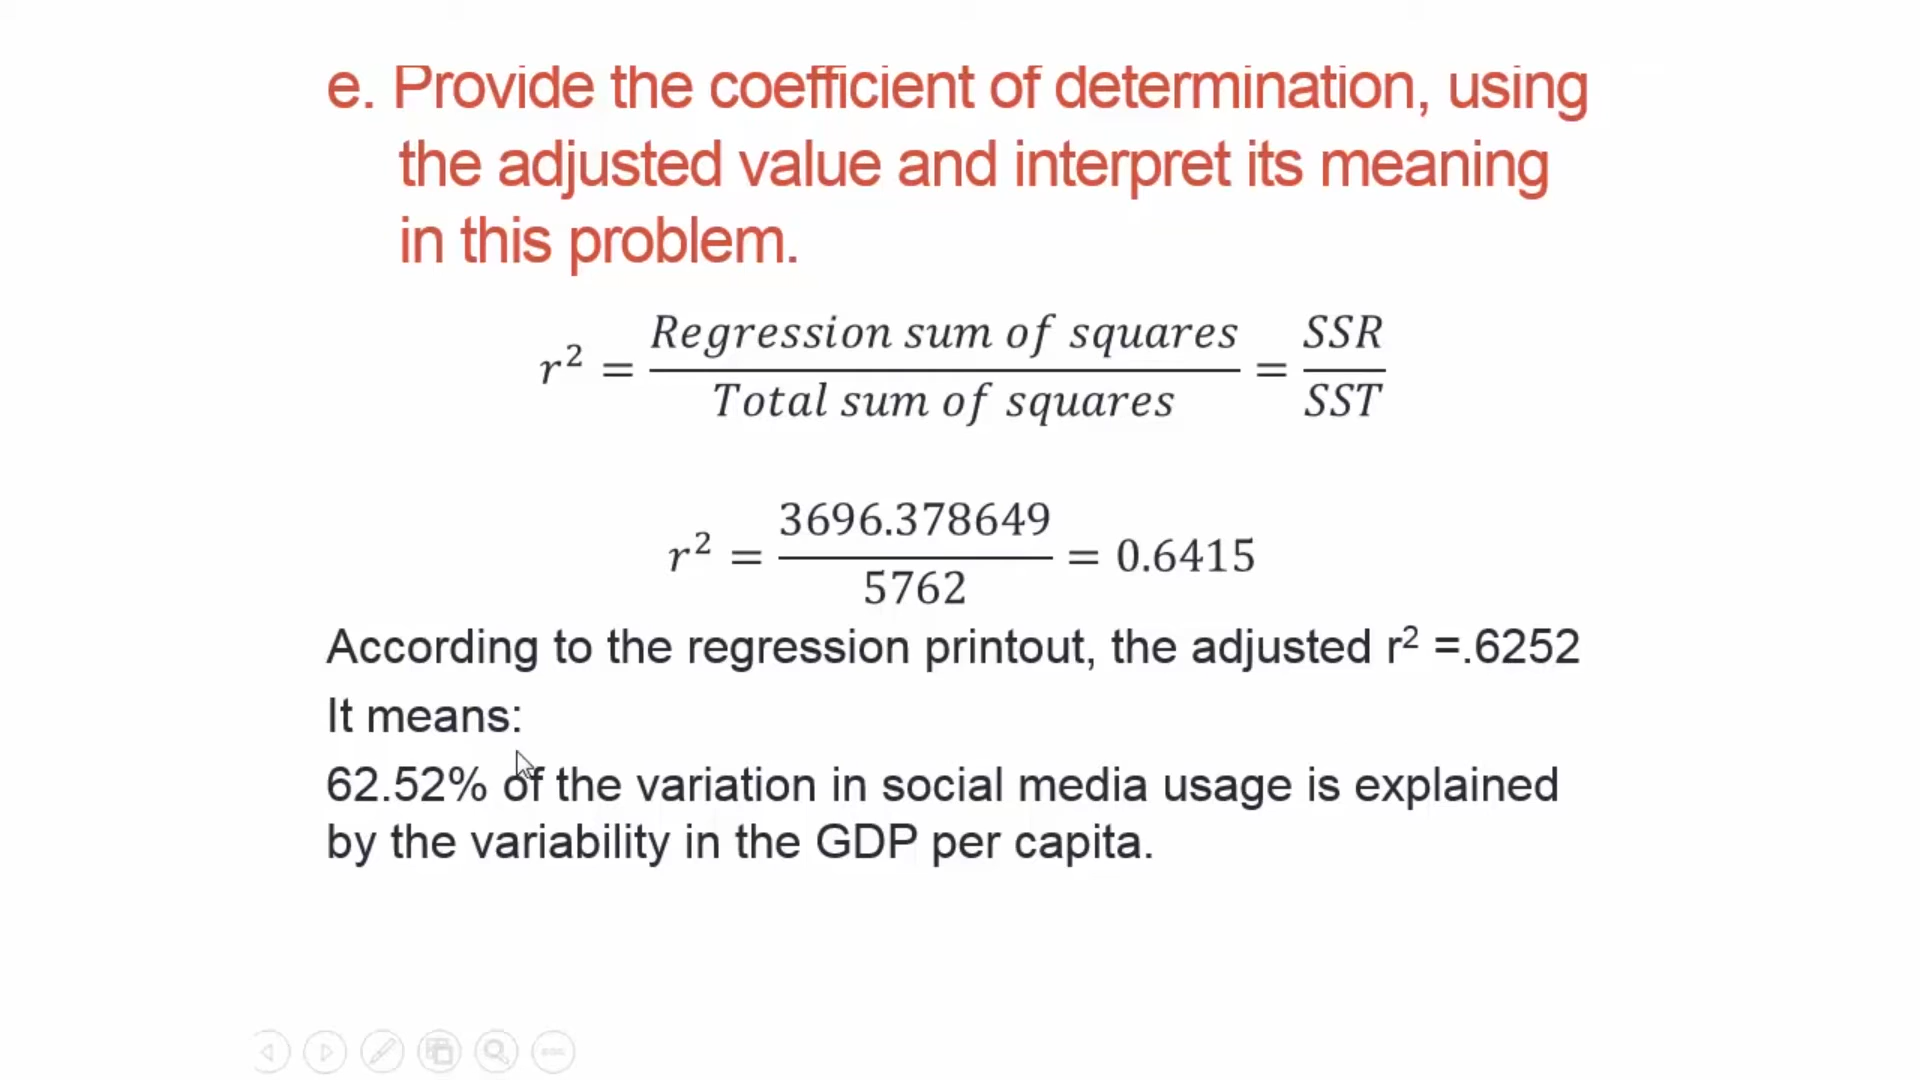 e. Provide the coefficient of determination, using
the adjusted value and interpret its meaning
in this problem.
r² = Regression sum of squares / Total sum of squares = SSR / SST
r² = 3696.378649 / 5762 = 0.6415
According to the regression printout, the adjusted r² =.6252
It means:
62.52% of the variation in social media usage is explained
by the variability in the GDP per capita.